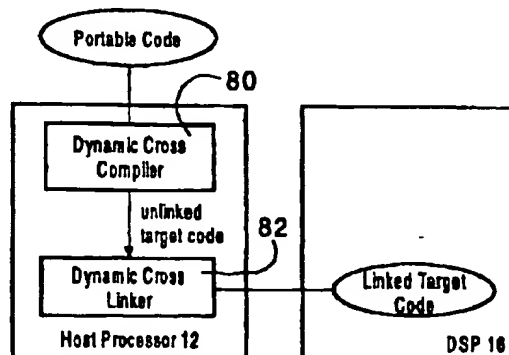 Portable Code
80
Dynamic Cross
Compiler
unlinked
target code
82
Dynamic Cross
Linker
Linked Target
Code
Host Processor 12
DSP 16